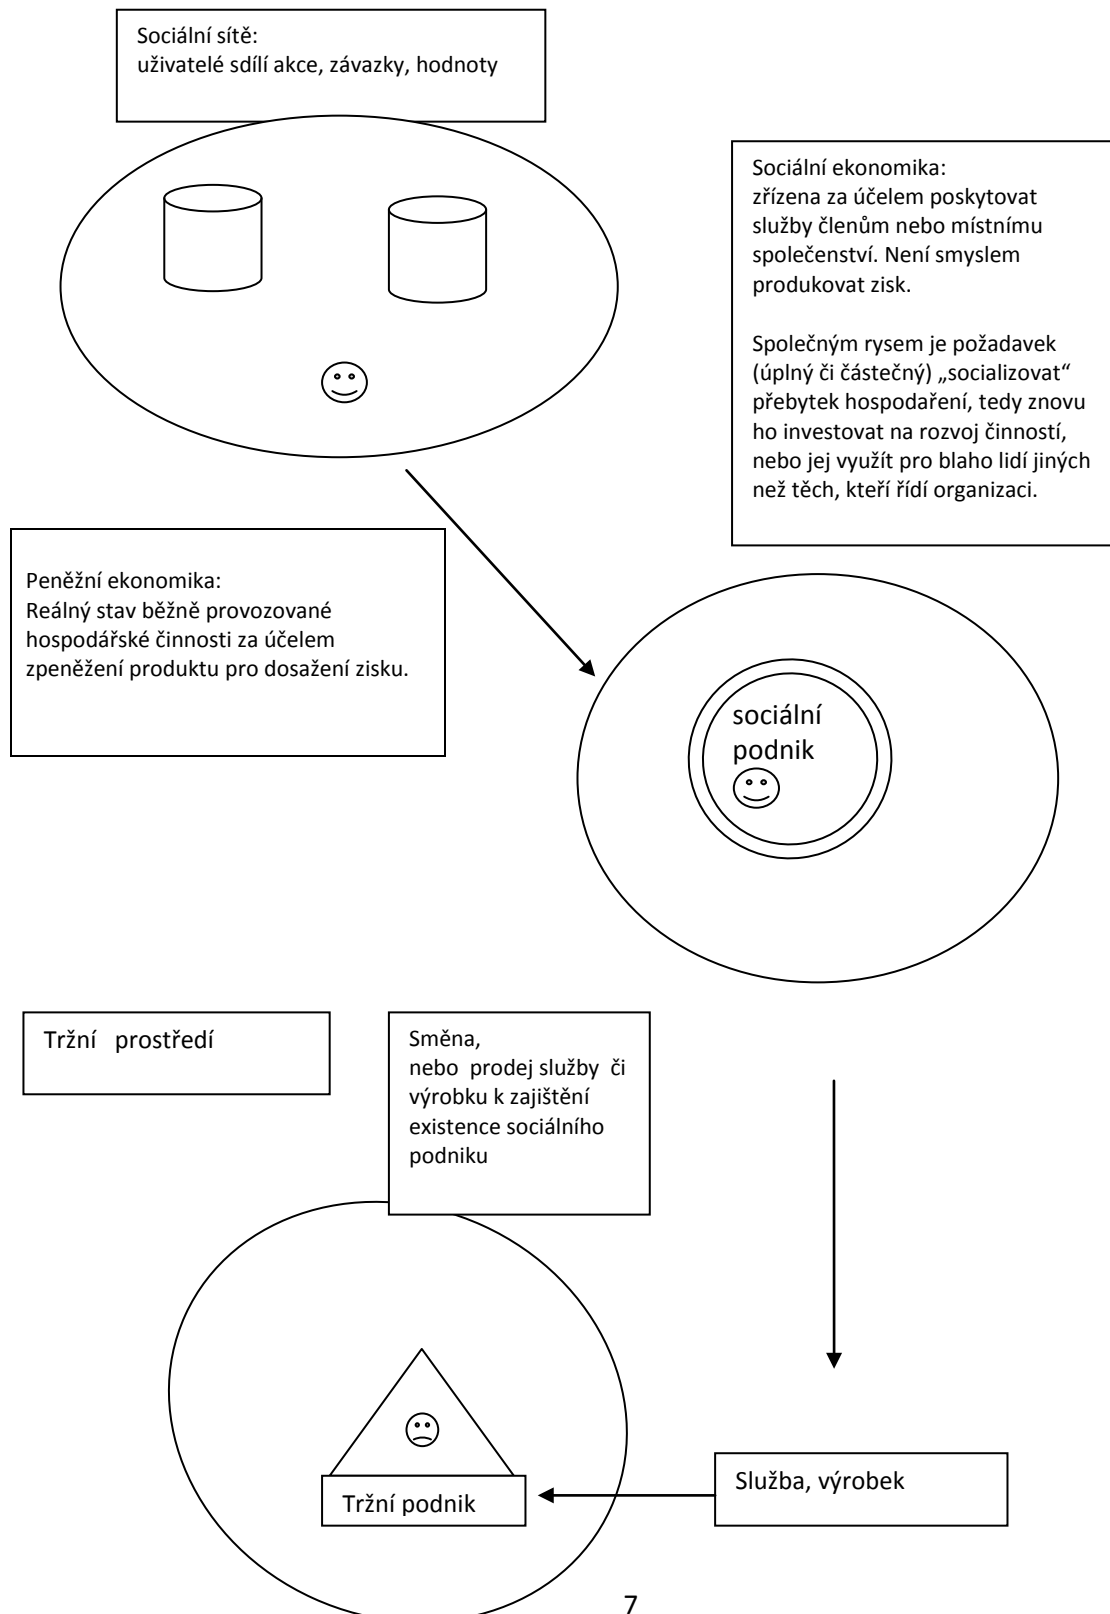 Sociální sítě:
uživatelé sdílí akce, závazky, hodnoty
Sociální ekonomika:
zřízena za účelem poskytovat
služby členům nebo místnímu
společenství. Není smyslem
produkovat zisk.
Společným rysem je požadavek
(úplný či částečný) „socializovat“
přebytek hospodaření, tedy znovu
ho investovat na rozvoj činností,
nebo jej využít pro blaho lidí jiných
než těch, kteří řídí organizaci.
Peněžní ekonomika:
Reálný stav běžně provozované
hospodářské činnosti za účelem
zpeněžení produktu pro dosažení zisku.
sociální
podnik
Tržní prostředí
Směna,
nebo prodej služby či
výrobku k zajištění
existence sociálního
podniku
Tržní podnik
Služba, výrobek
7